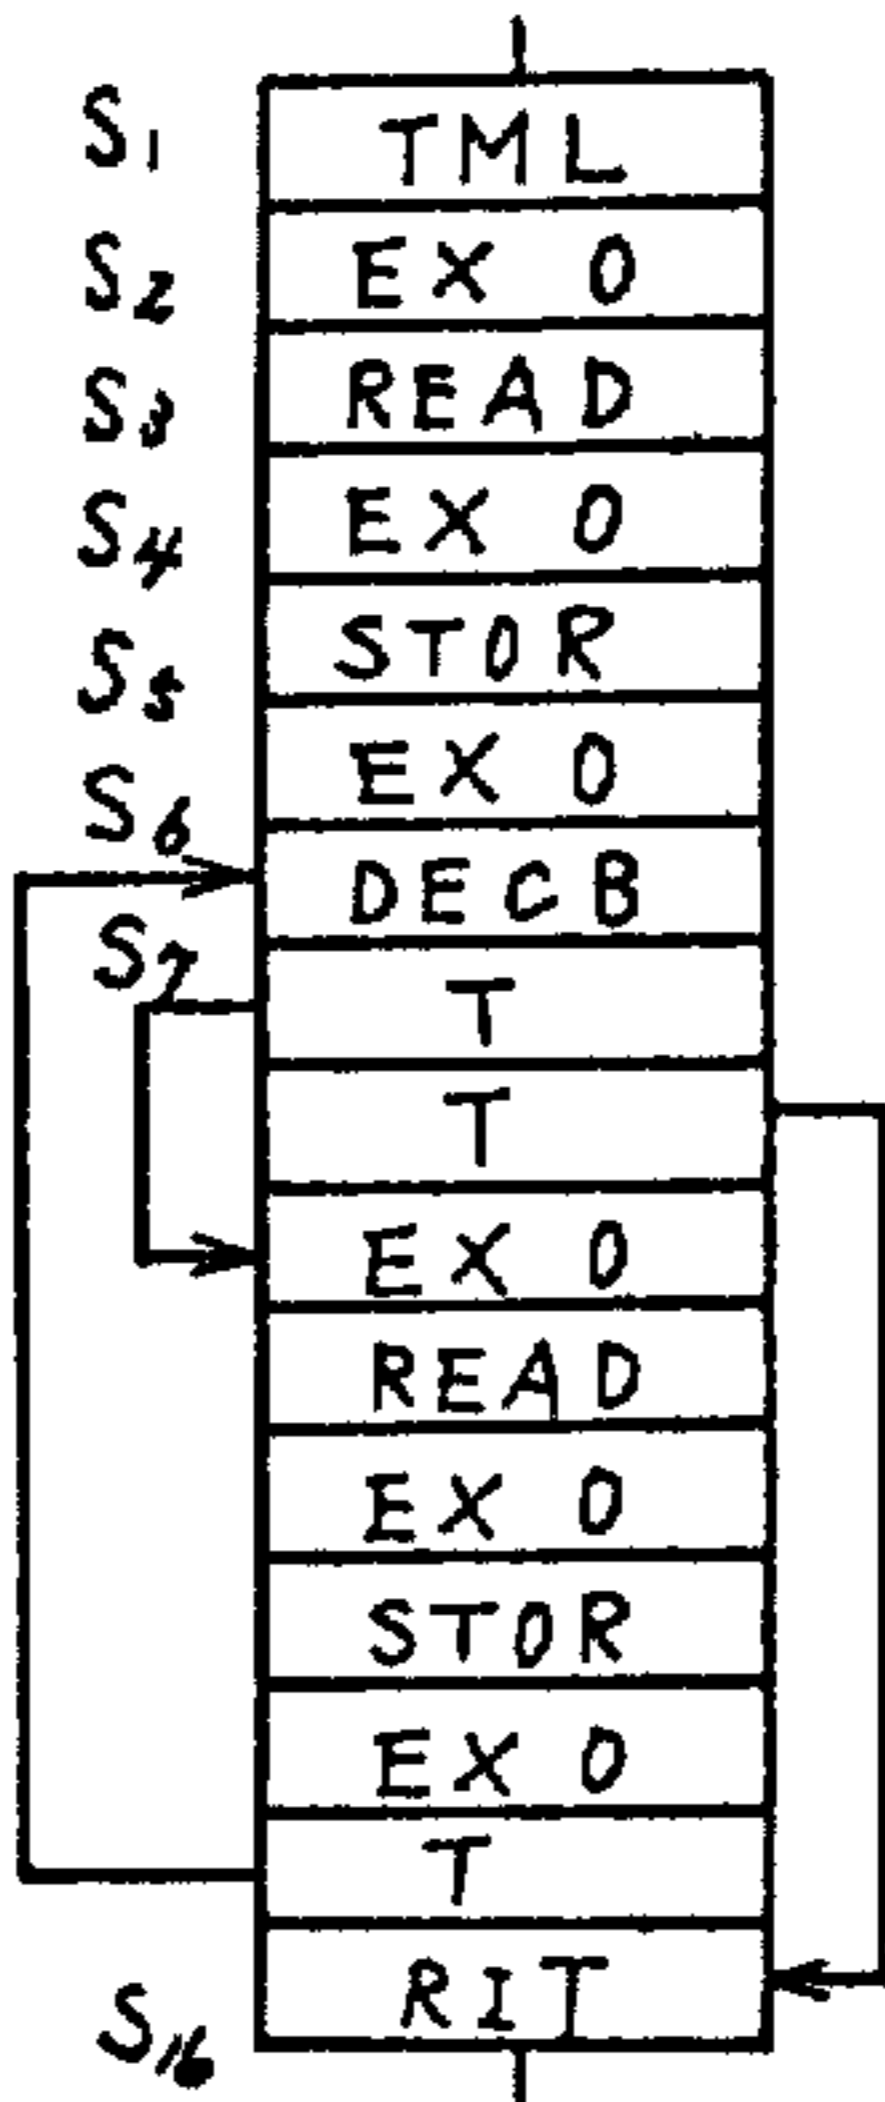 S1 TML
S2 EX 0
S3 READ
S4 EX 0
S5 STOR
S6 EX 0
DECB
S7 T
T
EX 0
READ
EX 0
STOR
EX 0
T
S16 RIT